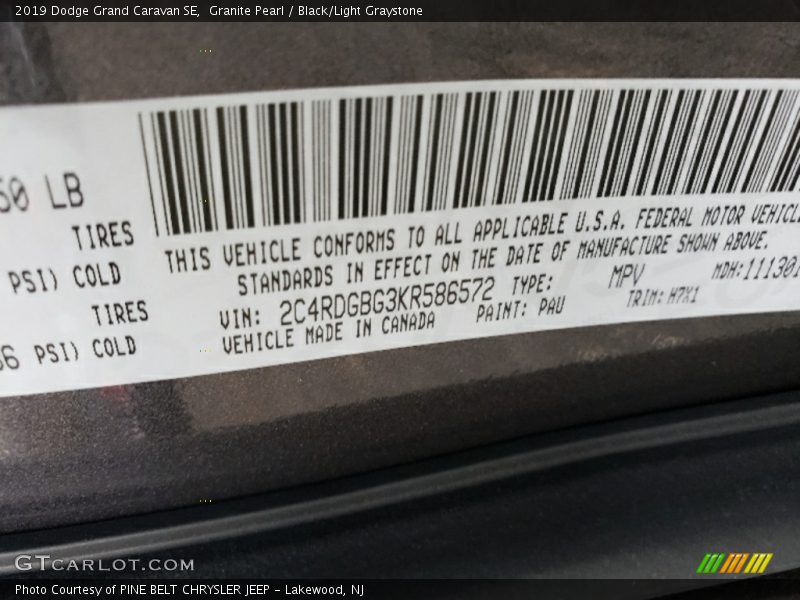 2019 Dodge Grand Caravan SE,  Granite Pearl / Black/Light Graystone
50 LB
TIRES
PSI) COLD
TIRES
PSI) COLD
THIS VEHICLE CONFORMS TO ALL APPLICABLE U.S.A. FEDERAL MOTOR VEHICL
STANDARDS IN EFFECT ON THE DATE OF MANUFACTURE SHOWN ABOVE.
VIN: 2C4RDGBG3KR586572 TYPE: MPV MDH:111301
VEHICLE MADE IN CANADA PAINT: PAU TRIM: H7X1
GTCARLOT.COM
Photo Courtesy of PINE BELT CHRYSLER JEEP - Lakewood, NJ